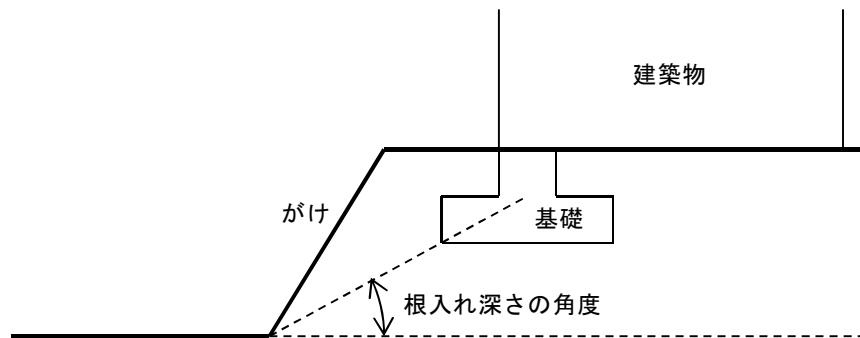 建築物
がけ
基礎
根入れ深さの角度